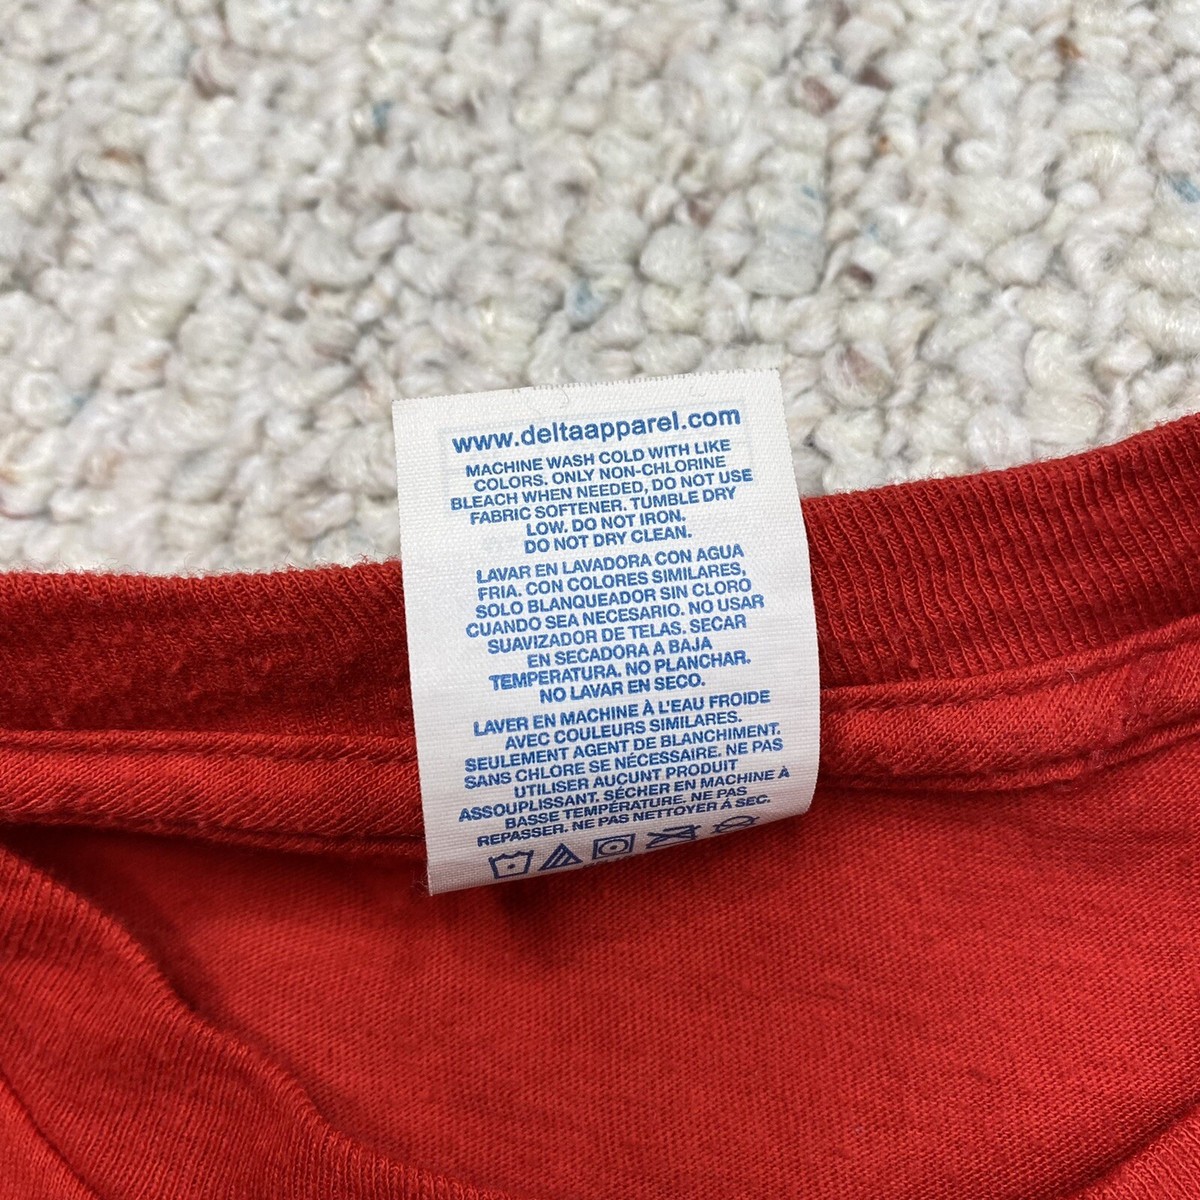 www.deltaapparel.com
MACHINE WASH COLD WITH LIKE
COLORS. ONLY NON-CHLORINE
BLEACH WHEN NEEDED, DO NOT USE
FABRIC SOFTENER. TUMBLE DRY
LOW. DO NOT IRON.
DO NOT DRY CLEAN.
LAVAR EN LAVADORA CON AGUA
FRIA. CON COLORES SIMILARES,
SOLO BLANQUEADOR SIN CLORO
CUANDO SEA NECESARIO. NO USAR
SUAVIZADOR DE TELAS. SECAR
EN SECADORA A BAJA
TEMPERATURA. NO PLANCHAR.
NO LAVAR EN SECO.
LAVER EN MACHINE À L'EAU FROIDE
AVEC COULEURS SIMILARES.
SEULEMENT AGENT DE BLANCHIMENT.
SANS CHLORE SE NÉCESSAIRE. NE PAS
UTILISER AUCUNT PRODUIT
ASSOUPLISSANT. SÉCHER EN MACHINE À
BASSE TEMPÉRATURE. NE PAS
REPASSER. NE PAS NETTOYER Á SEC.